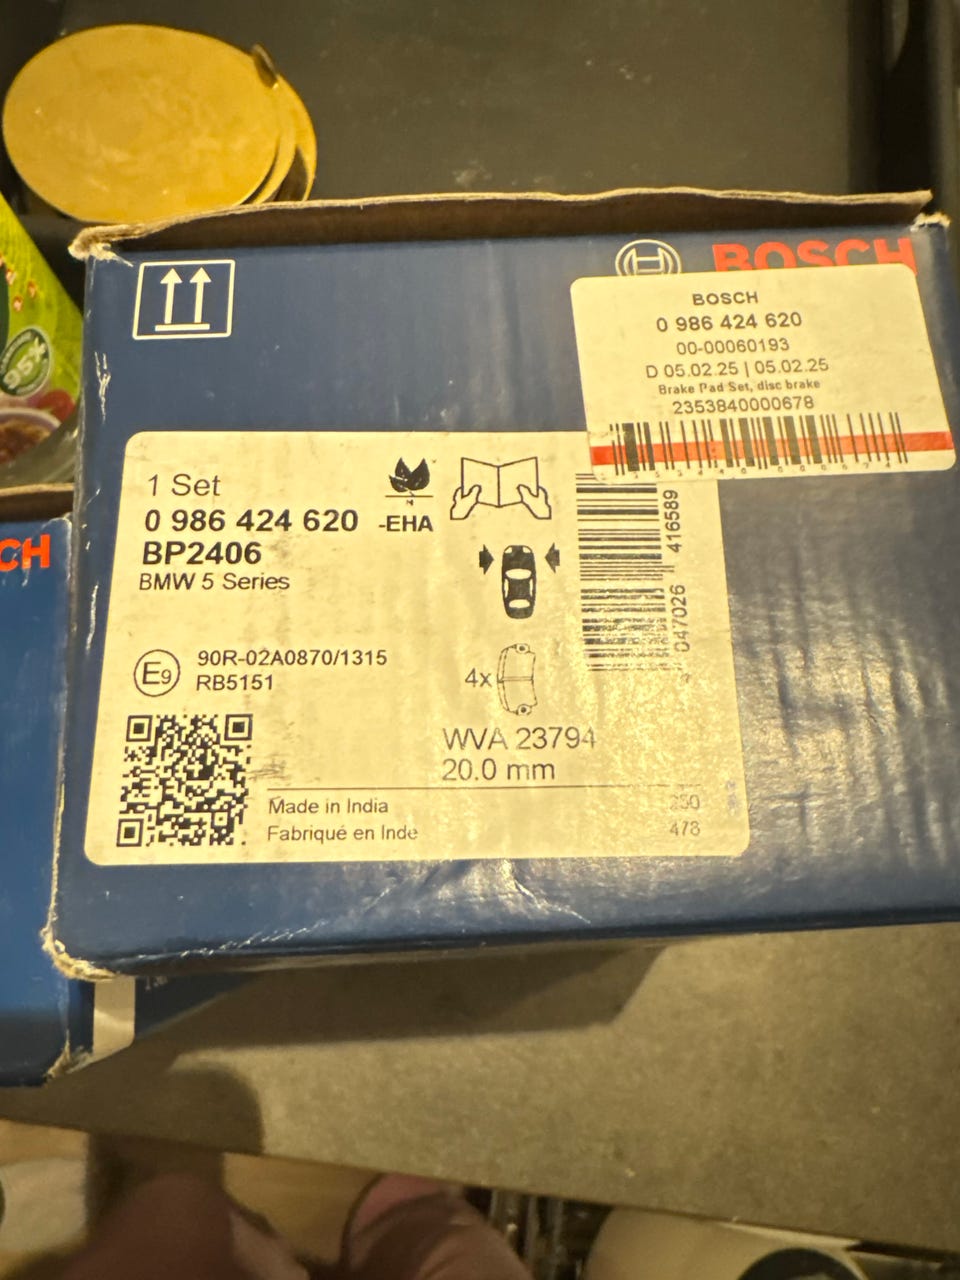 BOSCH
BOSCH
0 986 424 620
00-00060193
D 05.02.25 | 05.02.25
Brake Pad Set, disc brake
2353840000678
1 Set
0 986 424 620 -EHA
BP2406
BMW 5 Series
N
E9
90R-02A0870/1315
RB5151
4x
WVA 23794
20.0 mm
Made in India
Fabriqué en Inde
478
047026 416589
CH
95%